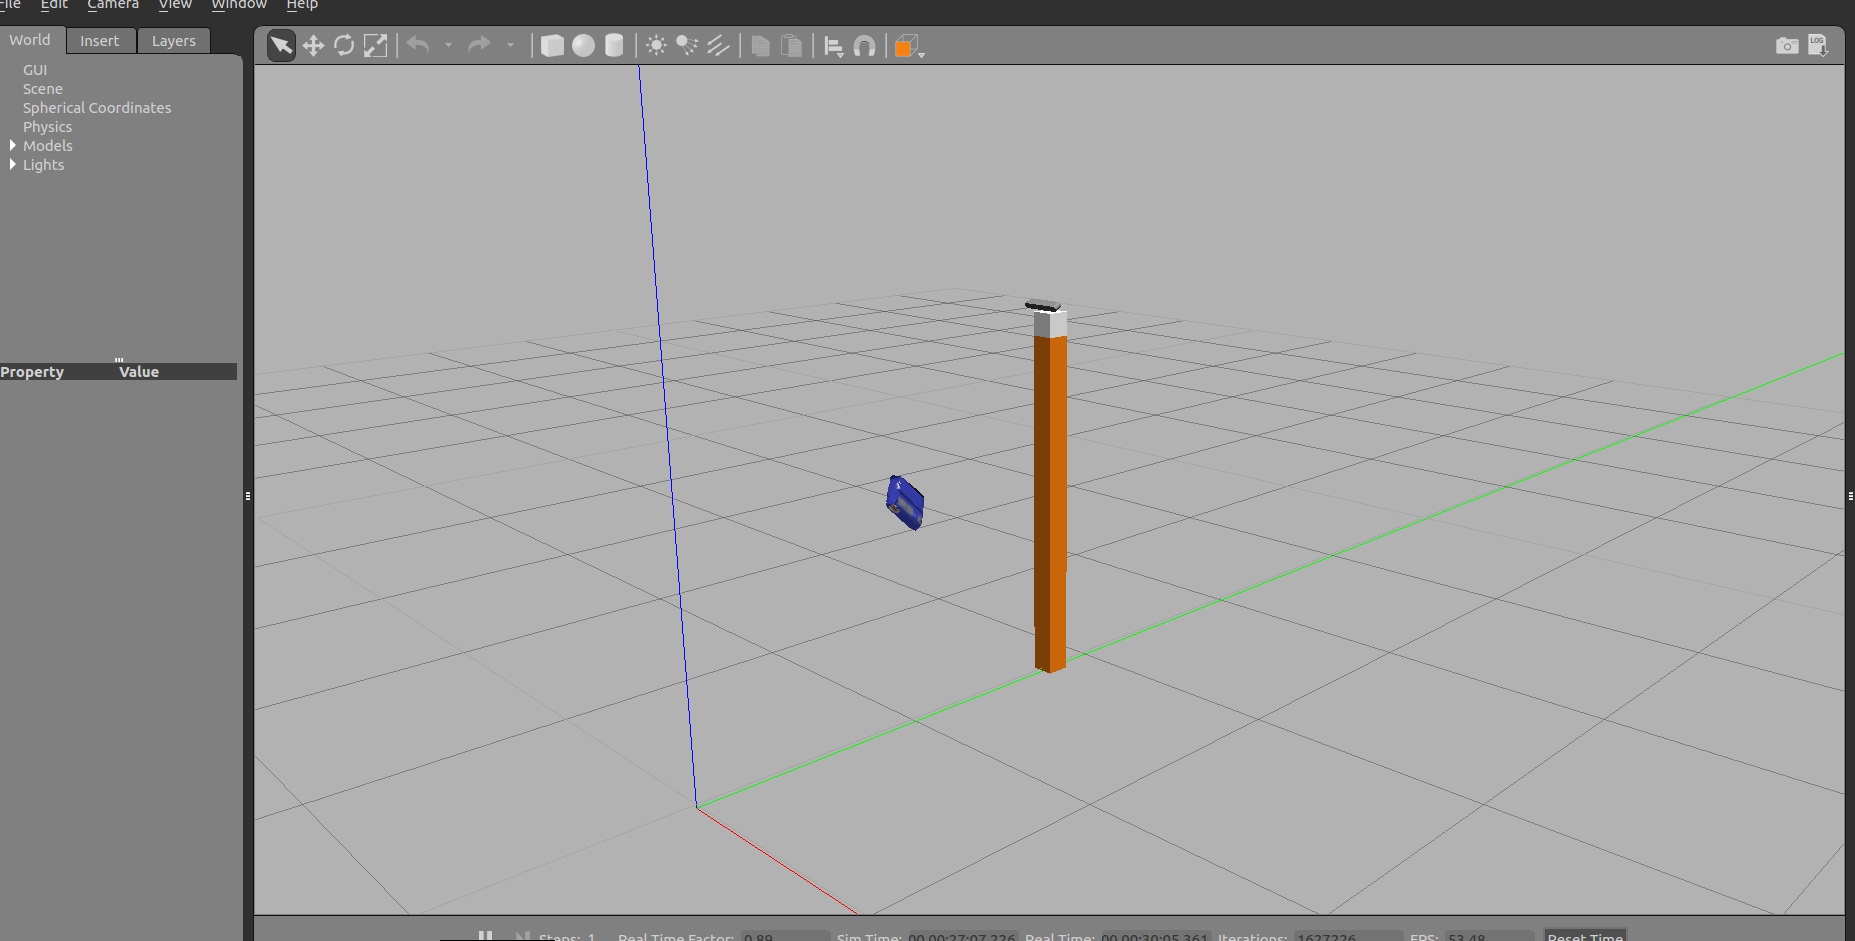 File Edit Camera View Window Help
World Insert Layers
LOG
GUI
Scene
Spherical Coordinates
Physics
Models
Lights
Property Value
Steps: 1 Real Time Factor: 0.89 Sim Time: 00 00:27:07.226 Real Time: 00 00:30:05.361 Iterations: 1627226 FPS: 53.48 Reset Time